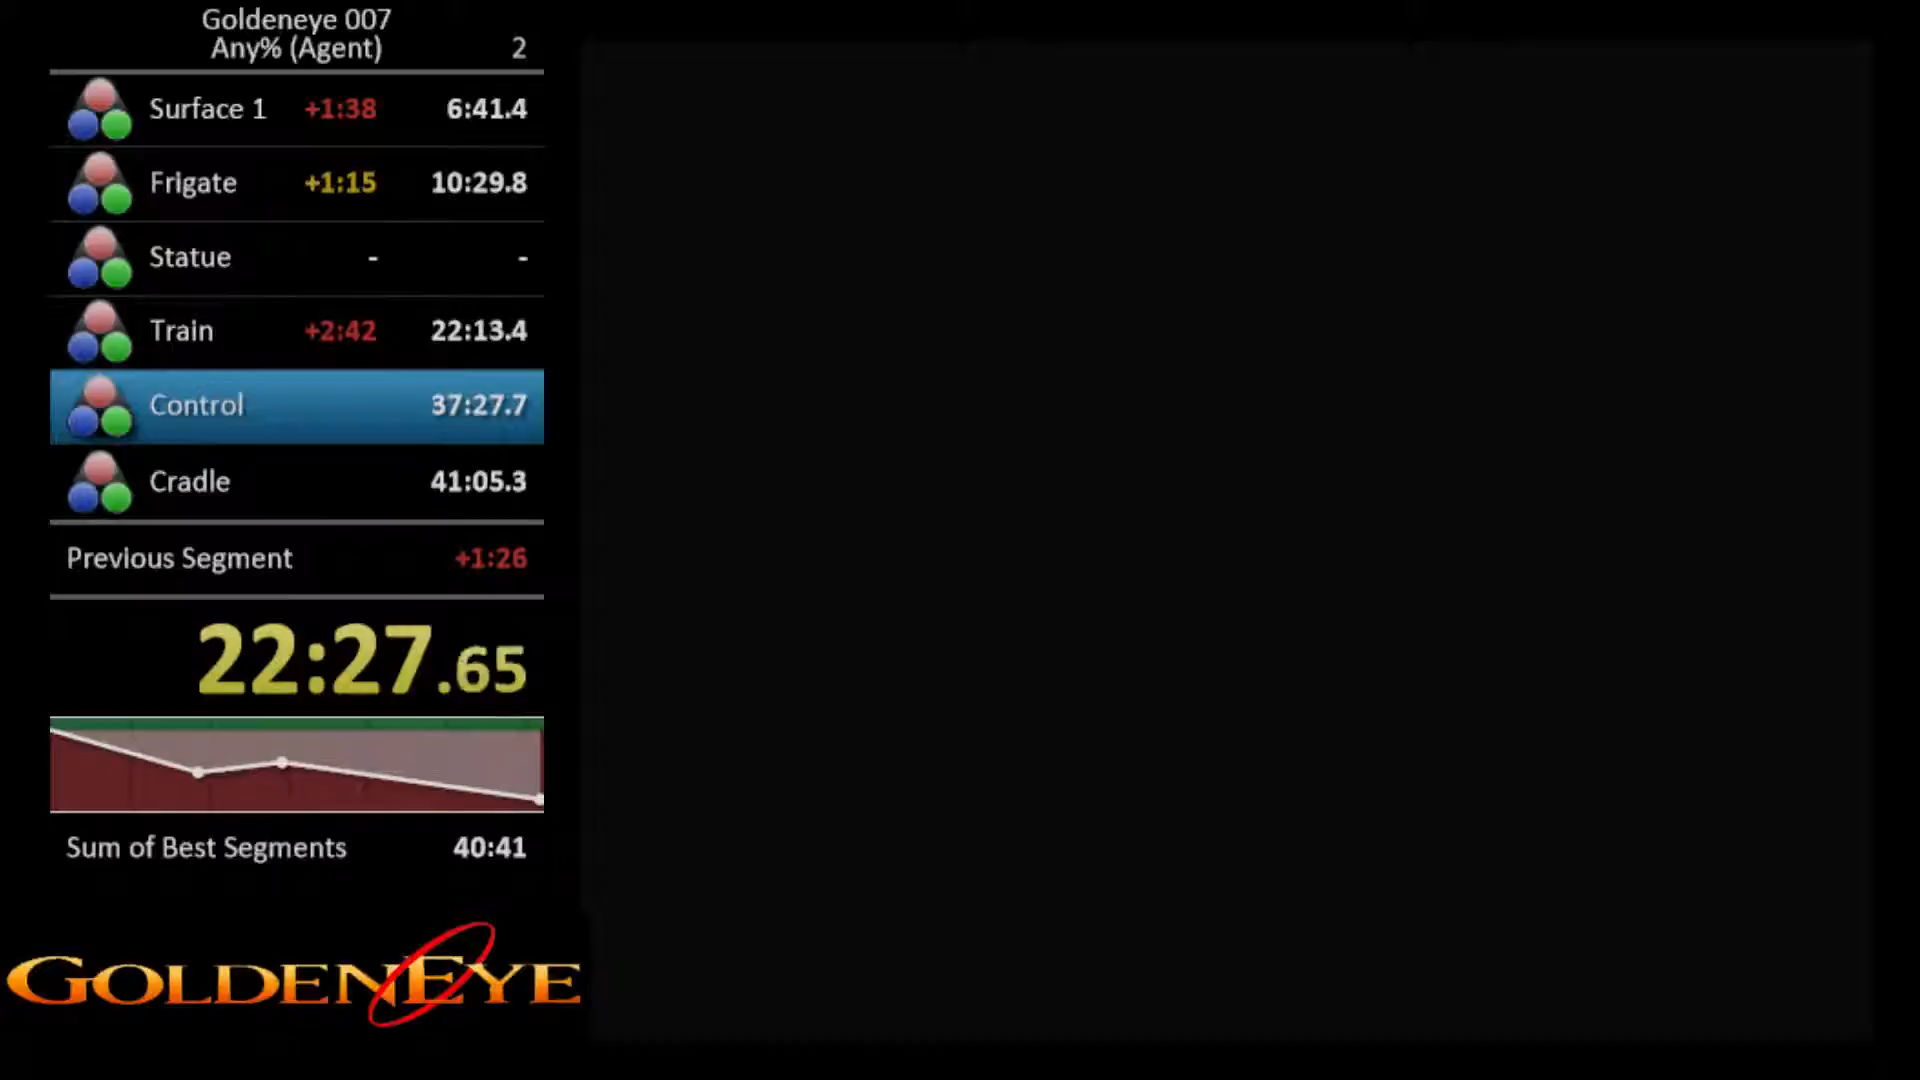 Goldeneye 007
Any% (Agent) 2
Surface 1 +1:38 6:41.4
Frigate +1:15 10:29.8
Statue - -
Train +2:42 22:13.4
Control 37:27.7
Cradle 41:05.3
Previous Segment +1:26
22:27.65
Sum of Best Segments 40:41
GOLDENEYE